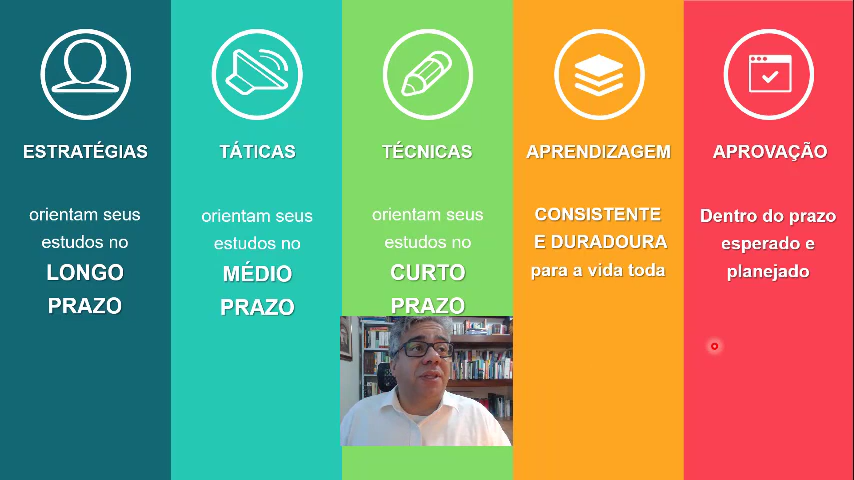 ESTRATÉGIAS
orientam seus
estudos no
LONGO
PRAZO
TÁTICAS
orientam seus
estudos no
MÉDIO
PRAZO
TÉCNICAS
orientam seus
estudos no
CURTO
PRAZO
APRENDIZAGEM
CONSISTENTE
E DURADOURA
para a vida toda
APROVAÇÃO
Dentro do prazo
esperado e
planejado